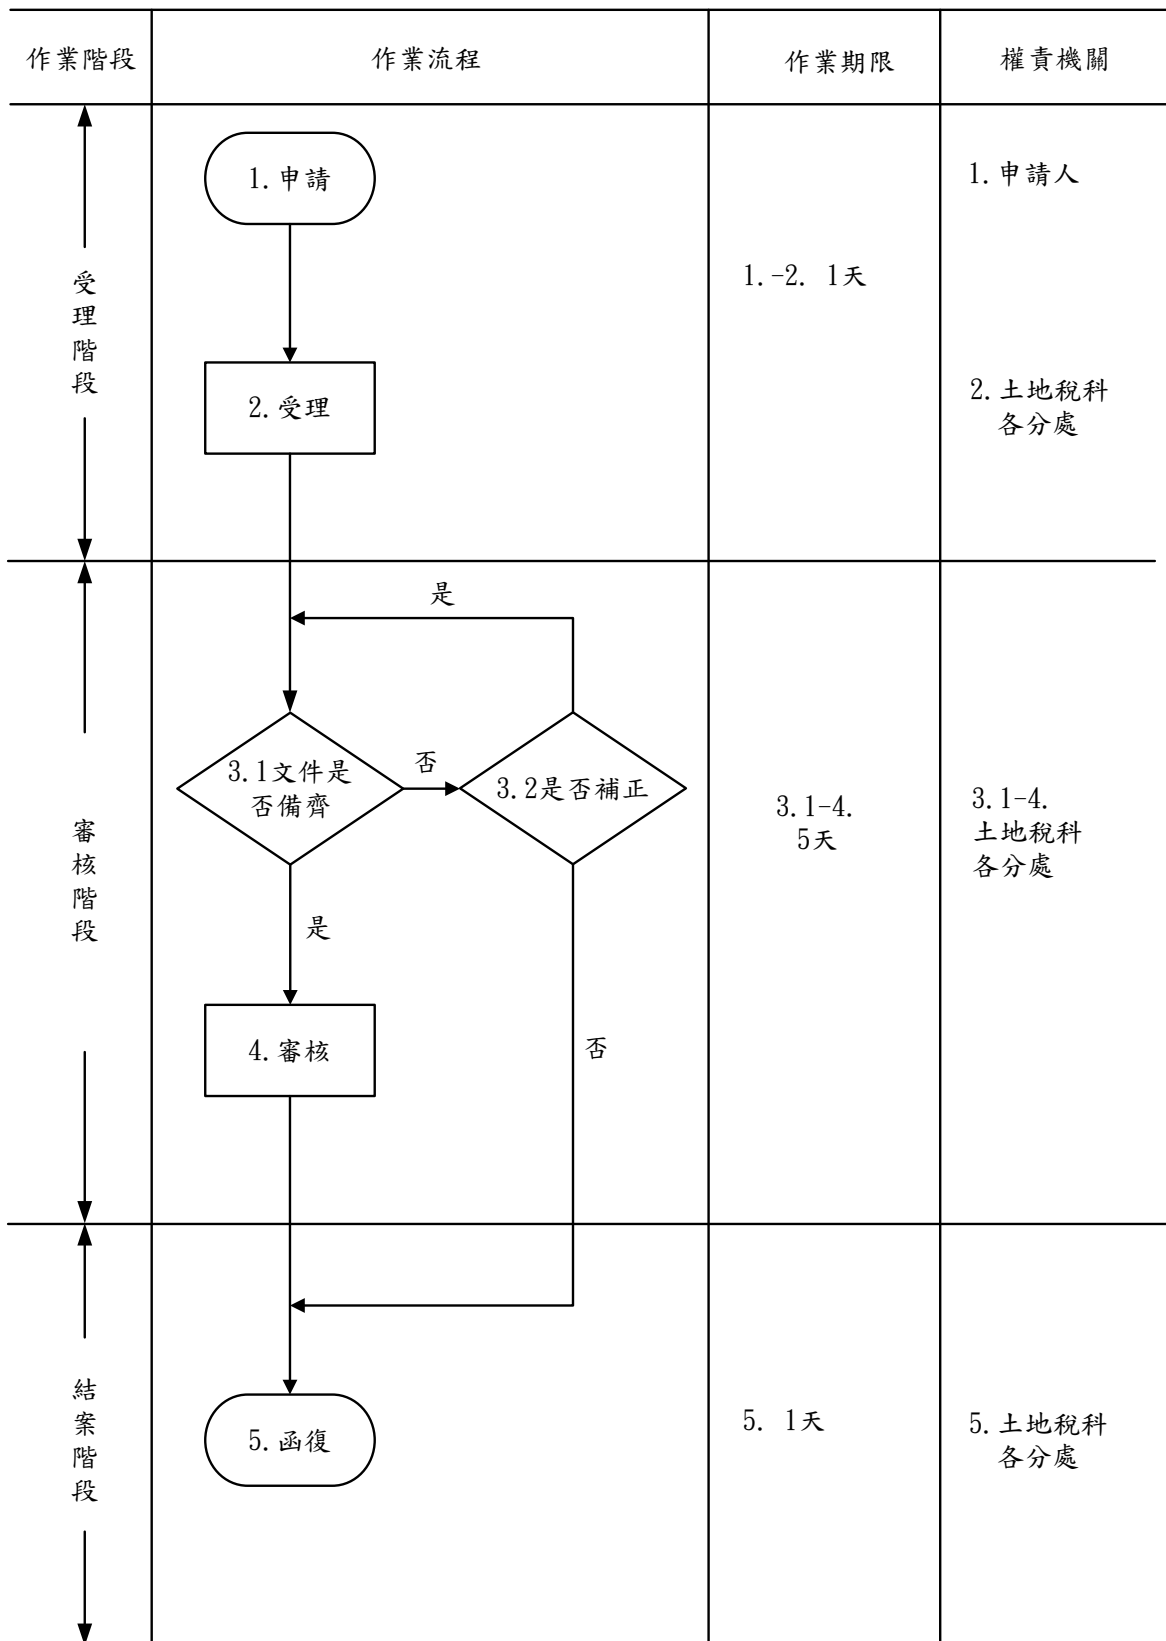 作業階段
作業流程
作業期限
權責機關
受理階段
1.申請
1.申請人
1.-2. 1天
2.受理
2.土地稅科
各分處
審核階段
是
3.1文件是
否備齊
否
3.2是否補正
3.1-4.
5天
3.1-4.
土地稅科
各分處
是
4.審核
否
結案階段
5.函復
5. 1天
5.土地稅科
各分處